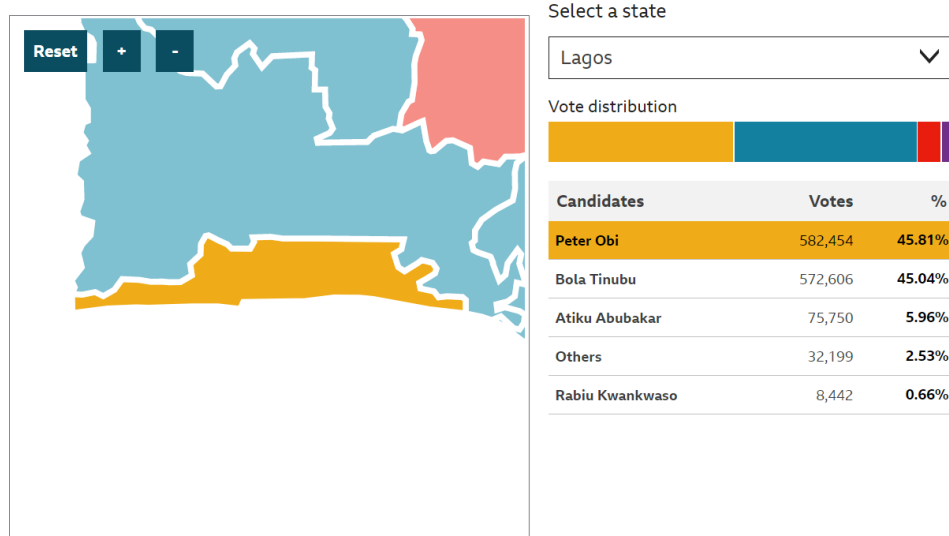 Reset + -
Select a state
Lagos
Vote distribution
Candidates Votes %
Peter Obi 582,454 45.81%
Bola Tinubu 572,606 45.04%
Atiku Abubakar 75,750 5.96%
Others 32,199 2.53%
Rabiu Kwankwaso 8,442 0.66%